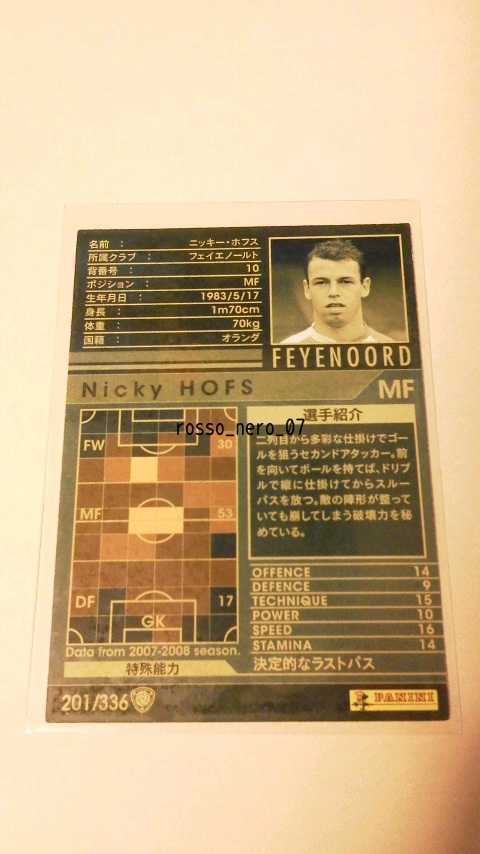 名前 : ニッキー・ホフス
所属クラブ : フェイエノールト
背番号 : 10
ポジション : MF
生年月日 : 1983/5/17
身長 : 1m70cm
体重 : 70kg
国籍 : オランダ
FEYENOORD
Nicky HOFS MF
選手紹介
二列目から多彩な仕掛けでゴー
ルを狙うセカンドアタッカー。前
を向いてボールを持てば、ドリブ
ルで縦に仕掛けてからスルー
パスを放つ。敵の陣形が整って
いても崩してしまう破壊力を秘
めている。
rosso_nero_07
FW 30
MF 53
DF 17
GK
Data from 2007-2008 season.
OFFENCE 14
DEFENCE 9
TECHNIQUE 15
POWER 10
SPEED 16
STAMINA 14
特殊能力 決定的なラストパス
201/336 PANINI